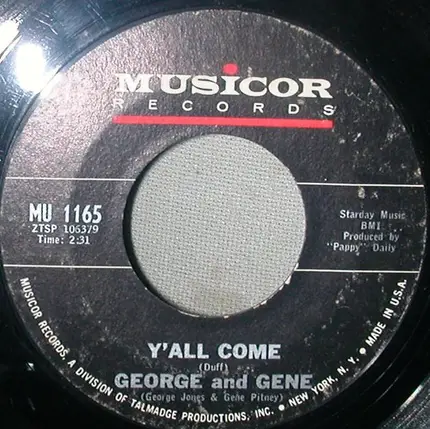 MUSICOR
RECORDS
MU 1165
ZTSP 106379
Time: 2:31
Starday Music
BMI
Produced by
"Pappy" Daily
Y'ALL COME
(Duff)
GEORGE and GENE
(George Jones & Gene Pitney)
MUSICOR RECORDS, A DIVISION OF TALMADGE PRODUCTIONS, INC. • NEW YORK, N. Y. • MADE IN U.S.A.